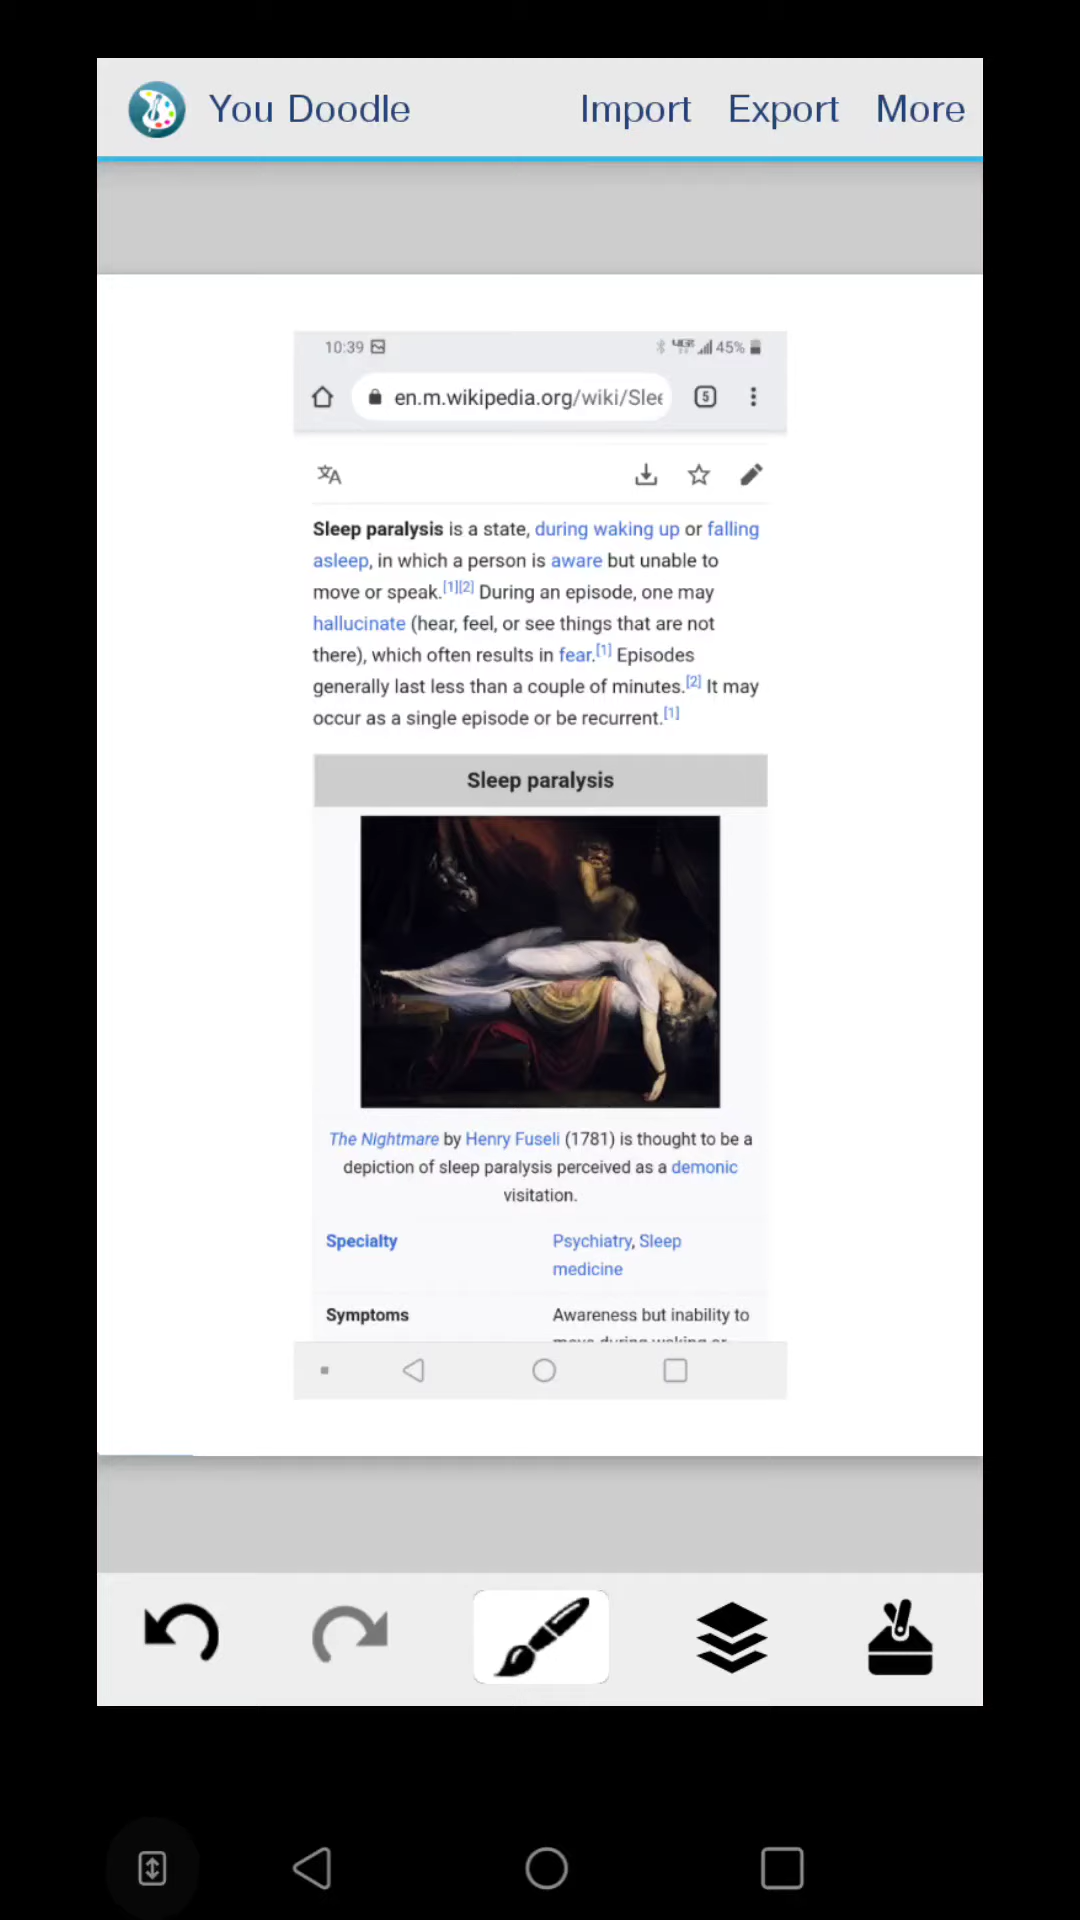 You Doodle Import Export More
10:39 45%
en.m.wikipedia.org/wiki/Slee 5
Sleep paralysis is a state, during waking up or falling
asleep, in which a person is aware but unable to
move or speak.[1][2] During an episode, one may
hallucinate (hear, feel, or see things that are not
there), which often results in fear.[1] Episodes
generally last less than a couple of minutes.[2] It may
occur as a single episode or be recurrent.[1]
Sleep paralysis
The Nightmare by Henry Fuseli (1781) is thought to be a
depiction of sleep paralysis perceived as a demonic
visitation.
Specialty Psychiatry, Sleep
medicine
Symptoms Awareness but inability to